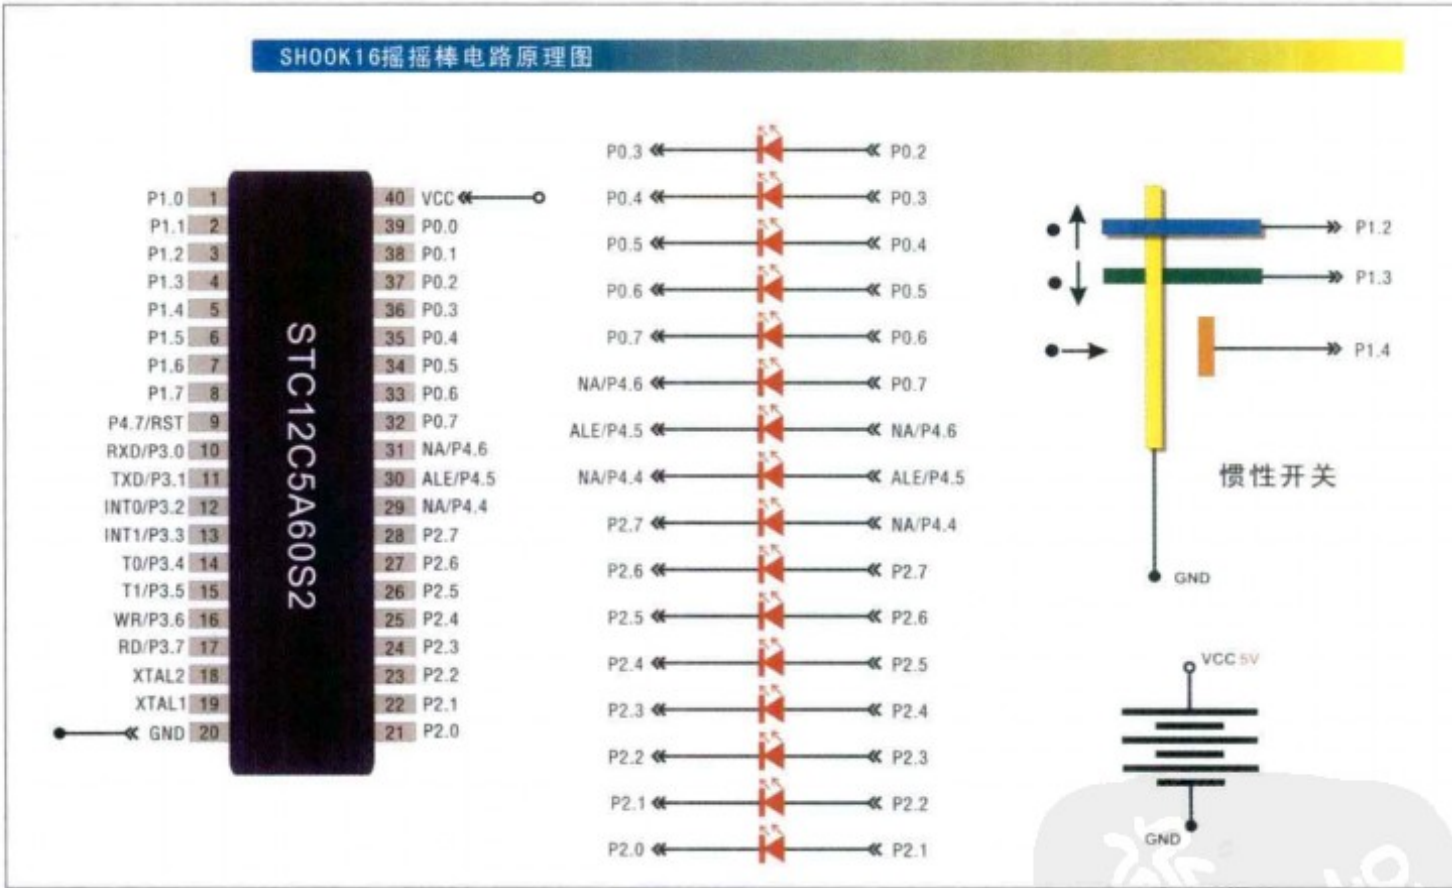 SHOOK16摇摇棒电路原理图
P1.0 1
P1.1 2
P1.2 3
P1.3 4
P1.4 5
P1.5 6
P1.6 7
P1.7 8
P4.7/RST 9
RXD/P3.0 10
TXD/P3.1 11
INT0/P3.2 12
INT1/P3.3 13
T0/P3.4 14
T1/P3.5 15
WR/P3.6 16
RD/P3.7 17
XTAL2 18
XTAL1 19
GND 20
STC12C5A60S2
40 VCC
39 P0.0
38 P0.1
37 P0.2
36 P0.3
35 P0.4
34 P0.5
33 P0.6
32 P0.7
31 NA/P4.6
30 ALE/P4.5
29 NA/P4.4
28 P2.7
27 P2.6
26 P2.5
25 P2.4
24 P2.3
23 P2.2
22 P2.1
21 P2.0
P0.3 P0.2
P0.4 P0.3
P0.5 P0.4
P0.6 P0.5
P0.7 P0.6
NA/P4.6 P0.7
ALE/P4.5 NA/P4.6
NA/P4.4 ALE/P4.5
P2.7 NA/P4.4
P2.6 P2.7
P2.5 P2.6
P2.4 P2.5
P2.3 P2.4
P2.2 P2.3
P2.1 P2.2
P2.0 P2.1
P1.2
P1.3
P1.4
惯性开关
GND
VCC 5V
GND